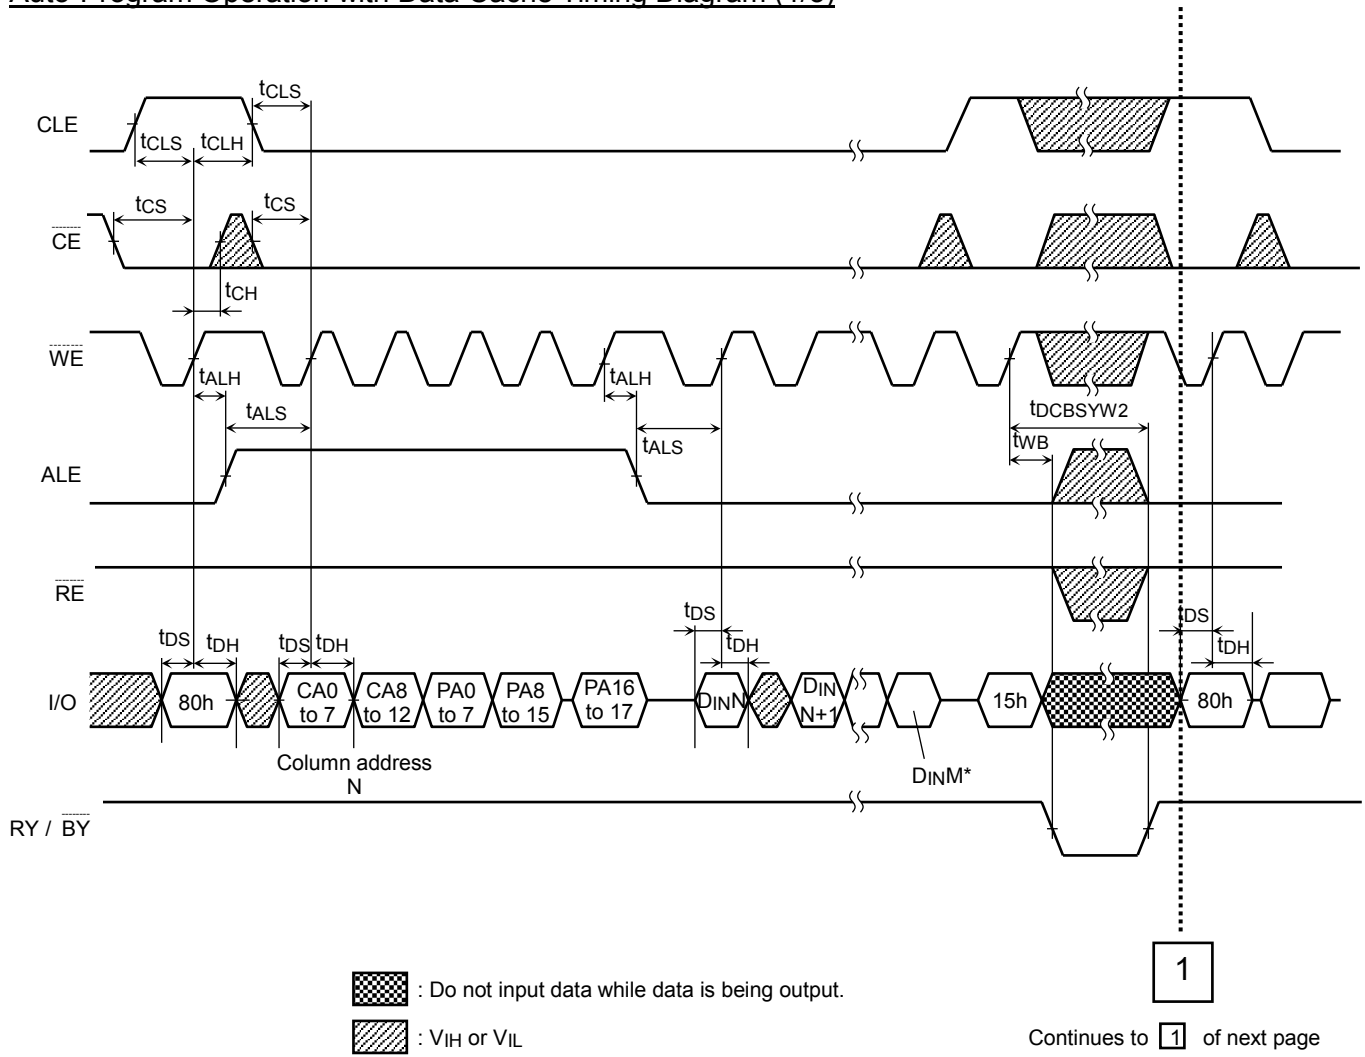 Auto-Program Operation with Data Cache Timing Diagram (1/3)
tCLS
CLE
tCLS tCLH
tCS tCS
CE
tCH
WE
tALH tALH
tALS tDCBSYW2
tALS tWB
ALE
RE
tDS tDH tDS tDH tDS tDH tDS tDH
I/O 80h CA0 to 7 CA8 to 12 PA0 to 7 PA8 to 15 PA16 to 17 DINN DIN N+1 15h 80h
Column address
N
DINM*
RY / BY
1
: Do not input data while data is being output.
: VIH or VIL
Continues to 1 of next page